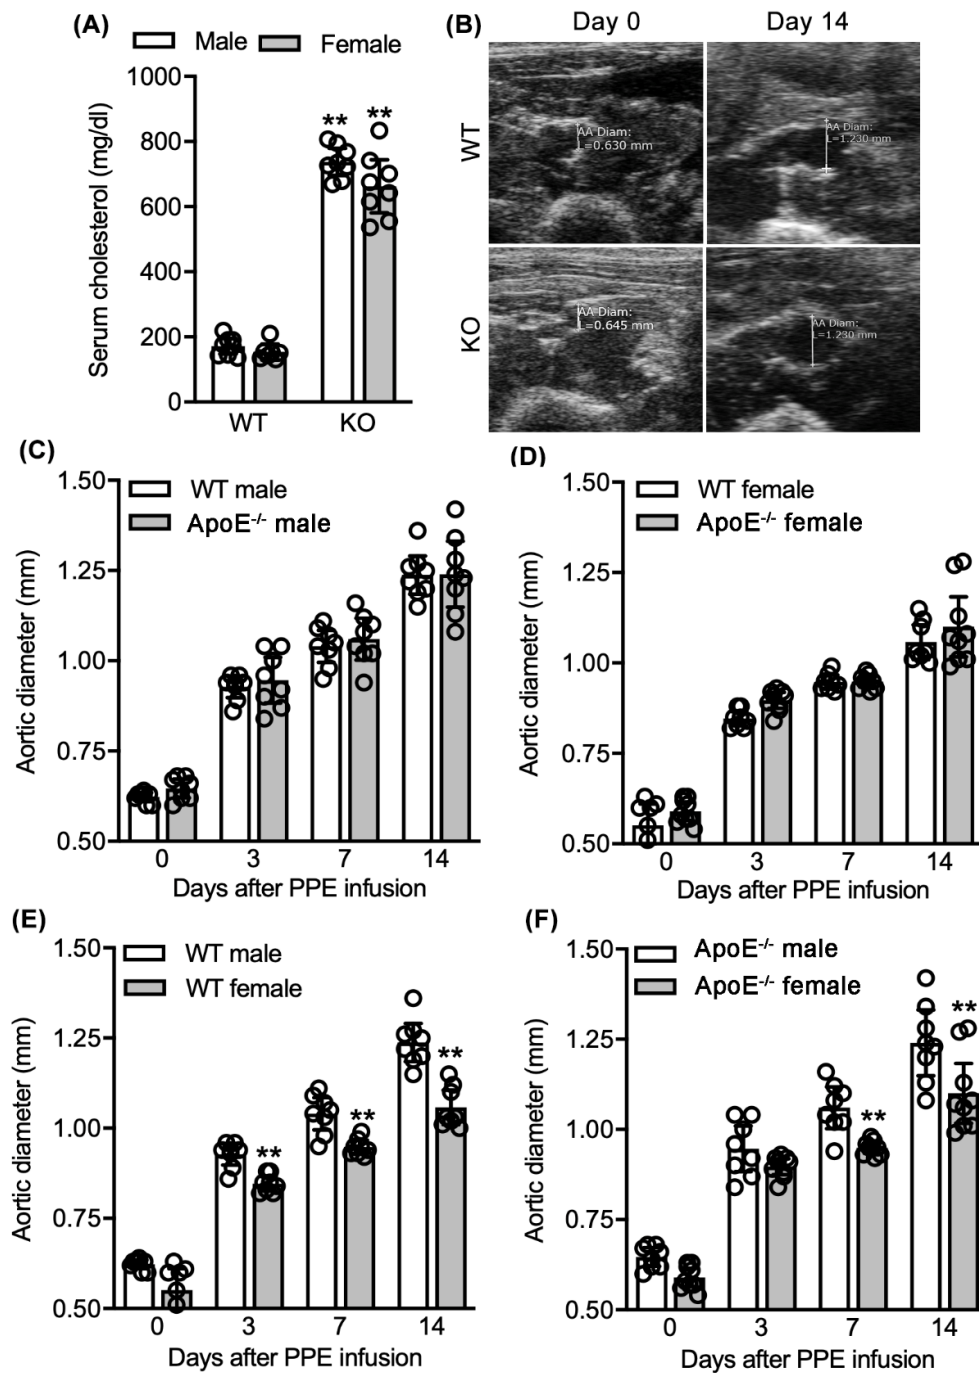 (A)
Male Female
Serum cholesterol (mg/dl)
1000
800
600
400
200
0
** **
WT KO
(B)
Day 0 Day 14
WT
AA Diam:
L=0.630 mm
AA Diam:
L=1.230 mm
KO
AA Diam:
L=0.645 mm
AA Diam:
L=1.230 mm
(C)
WT male
ApoE-/- male
Aortic diameter (mm)
1.50
1.25
1.00
0.75
0.50
0 3 7 14
Days after PPE infusion
(D)
WT female
ApoE-/- female
Aortic diameter (mm)
1.50
1.25
1.00
0.75
0.50
0 3 7 14
Days after PPE infusion
(E)
WT male
WT female
Aortic diameter (mm)
1.50
1.25
1.00
0.75
0.50
** ** **
0 3 7 14
Days after PPE infusion
(F)
ApoE-/- male
ApoE-/- female
Aortic diameter (mm)
1.50
1.25
1.00
0.75
0.50
** **
0 3 7 14
Days after PPE infusion